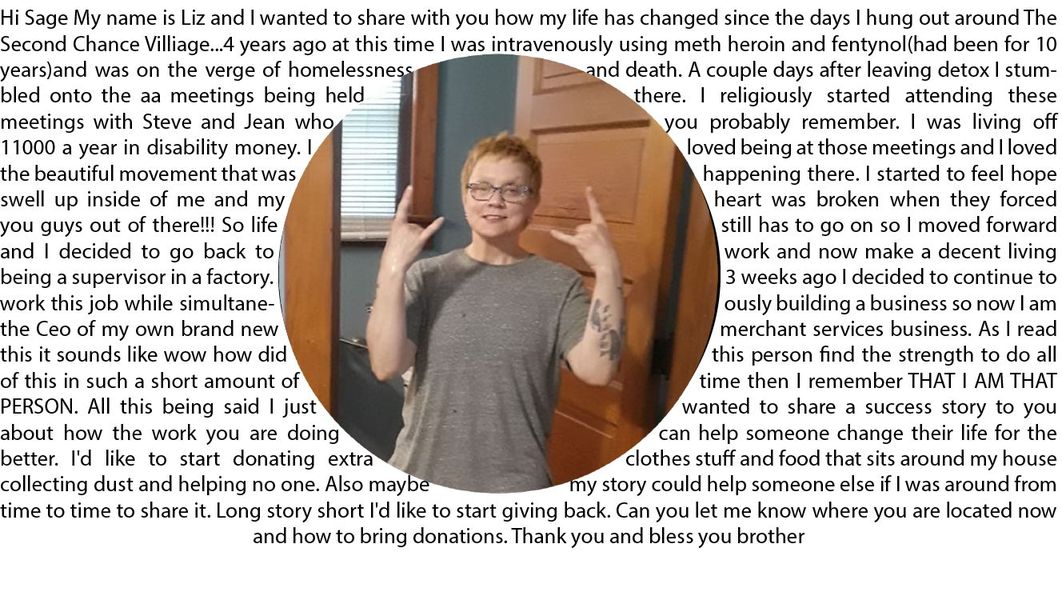 Hi Sage My name is Liz and I wanted to share with you how my life has changed since the days I hung out around The
Second Chance Villiage...4 years ago at this time I was intravenously using meth heroin and fentynol(had been for 10
years)and was on the verge of homelessness and death. A couple days after leaving detox I stum-
bled onto the aa meetings being held there. I religiously started attending these
meetings with Steve and Jean who you probably remember. I was living off
11000 a year in disability money. I loved being at those meetings and I loved
the beautiful movement that was happening there. I started to feel hope
swell up inside of me and my heart was broken when they forced
you guys out of there!!! So life still has to go on so I moved forward
and I decided to go back to work and now make a decent living
being a supervisor in a factory. 3 weeks ago I decided to continue to
work this job while simultane- ously building a business so now I am
the Ceo of my own brand new merchant services business. As I read
this it sounds like wow how did this person find the strength to do all
of this in such a short amount of time then I remember THAT I AM THAT
PERSON. All this being said I just wanted to share a success story to you
about how the work you are doing can help someone change their life for the
better. I'd like to start donating extra clothes stuff and food that sits around my house
collecting dust and helping no one. Also maybe my story could help someone else if I was around from
time to time to share it. Long story short I'd like to start giving back. Can you let me know where you are located now
and how to bring donations. Thank you and bless you brother